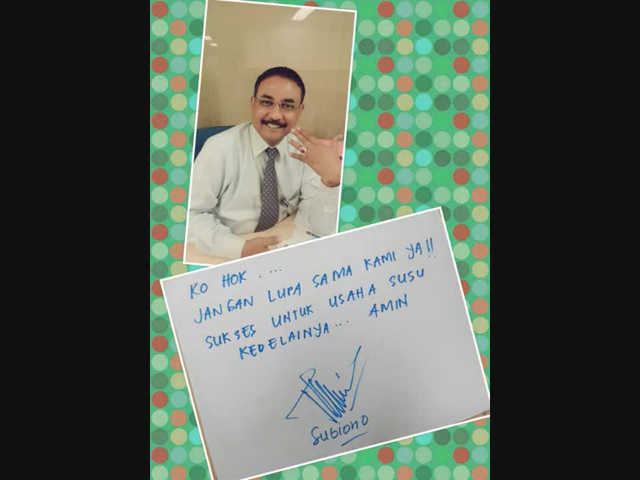 KO HOK . ...
JANGAN LUPA SAMA KAMI YA!!
SUKSES UNTUK USAHA SUSU
KEDELAINYA ... AMIN
Subiono